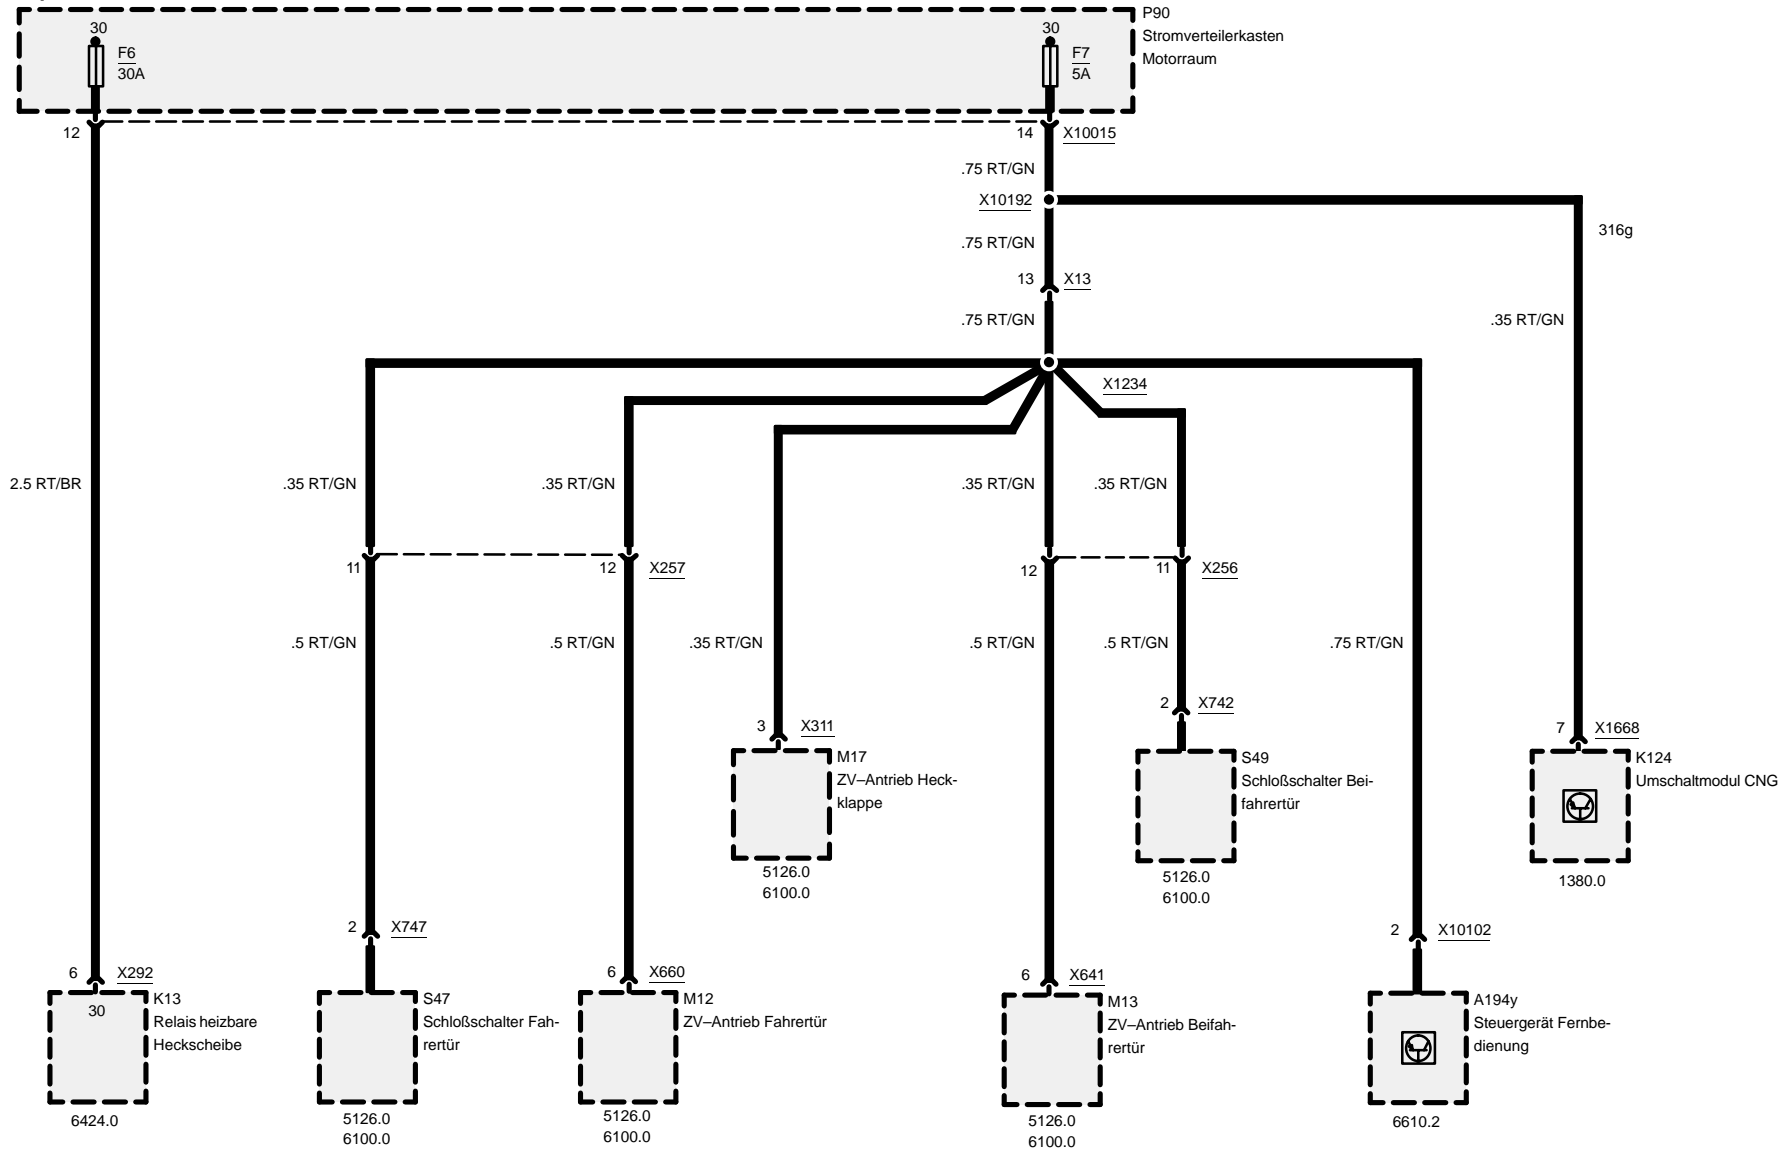 P90
Stromverteilerkasten
Motorraum
30
F6
30A
30
F7
5A
12
14
X10015
.75 RT/GN
X10192
.75 RT/GN
316g
13
X13
.75 RT/GN
.35 RT/GN
X1234
2.5 RT/BR
.35 RT/GN
.35 RT/GN
.35 RT/GN
.35 RT/GN
11
12
X257
12
11
X256
.5 RT/GN
.5 RT/GN
.35 RT/GN
.5 RT/GN
.5 RT/GN
.75 RT/GN
2
X742
3
X311
7
X1668
M17
ZV–Antrieb Heck-
klappe
S49
Schloßschalter Bei-
fahrertür
K124
Umschaltmodul CNG
5126.0
6100.0
5126.0
6100.0
1380.0
2
X747
2
X10102
6
X292
6
X660
6
X641
30
K13
Relais heizbare
Heckscheibe
S47
Schloßschalter Fah-
rertür
M12
ZV–Antrieb Fahrertür
M13
ZV–Antrieb Beifah-
rertür
A194y
Steuergerät Fernbe-
dienung
6424.0
5126.0
6100.0
5126.0
6100.0
5126.0
6100.0
6610.2